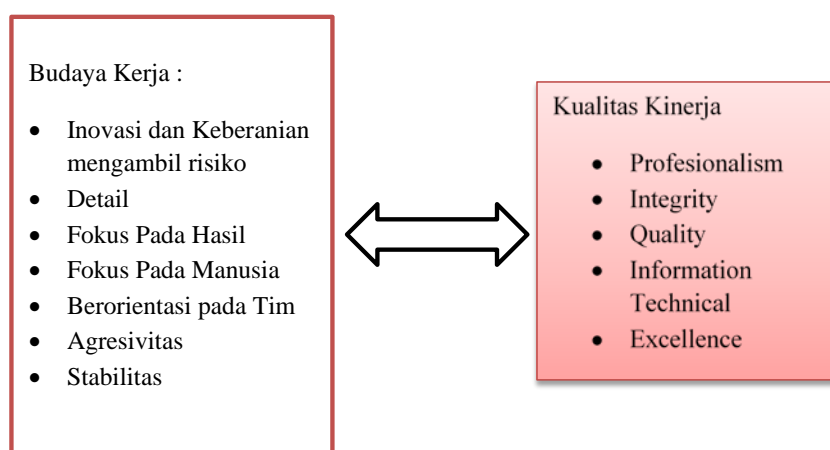 Budaya Kerja :
• Inovasi dan Keberanian
mengambil risiko
• Detail
• Fokus Pada Hasil
• Fokus Pada Manusia
• Berorientasi pada Tim
• Agresivitas
• Stabilitas
Kualitas Kinerja
• Profesionalism
• Integrity
• Quality
• Information
Technical
• Excellence